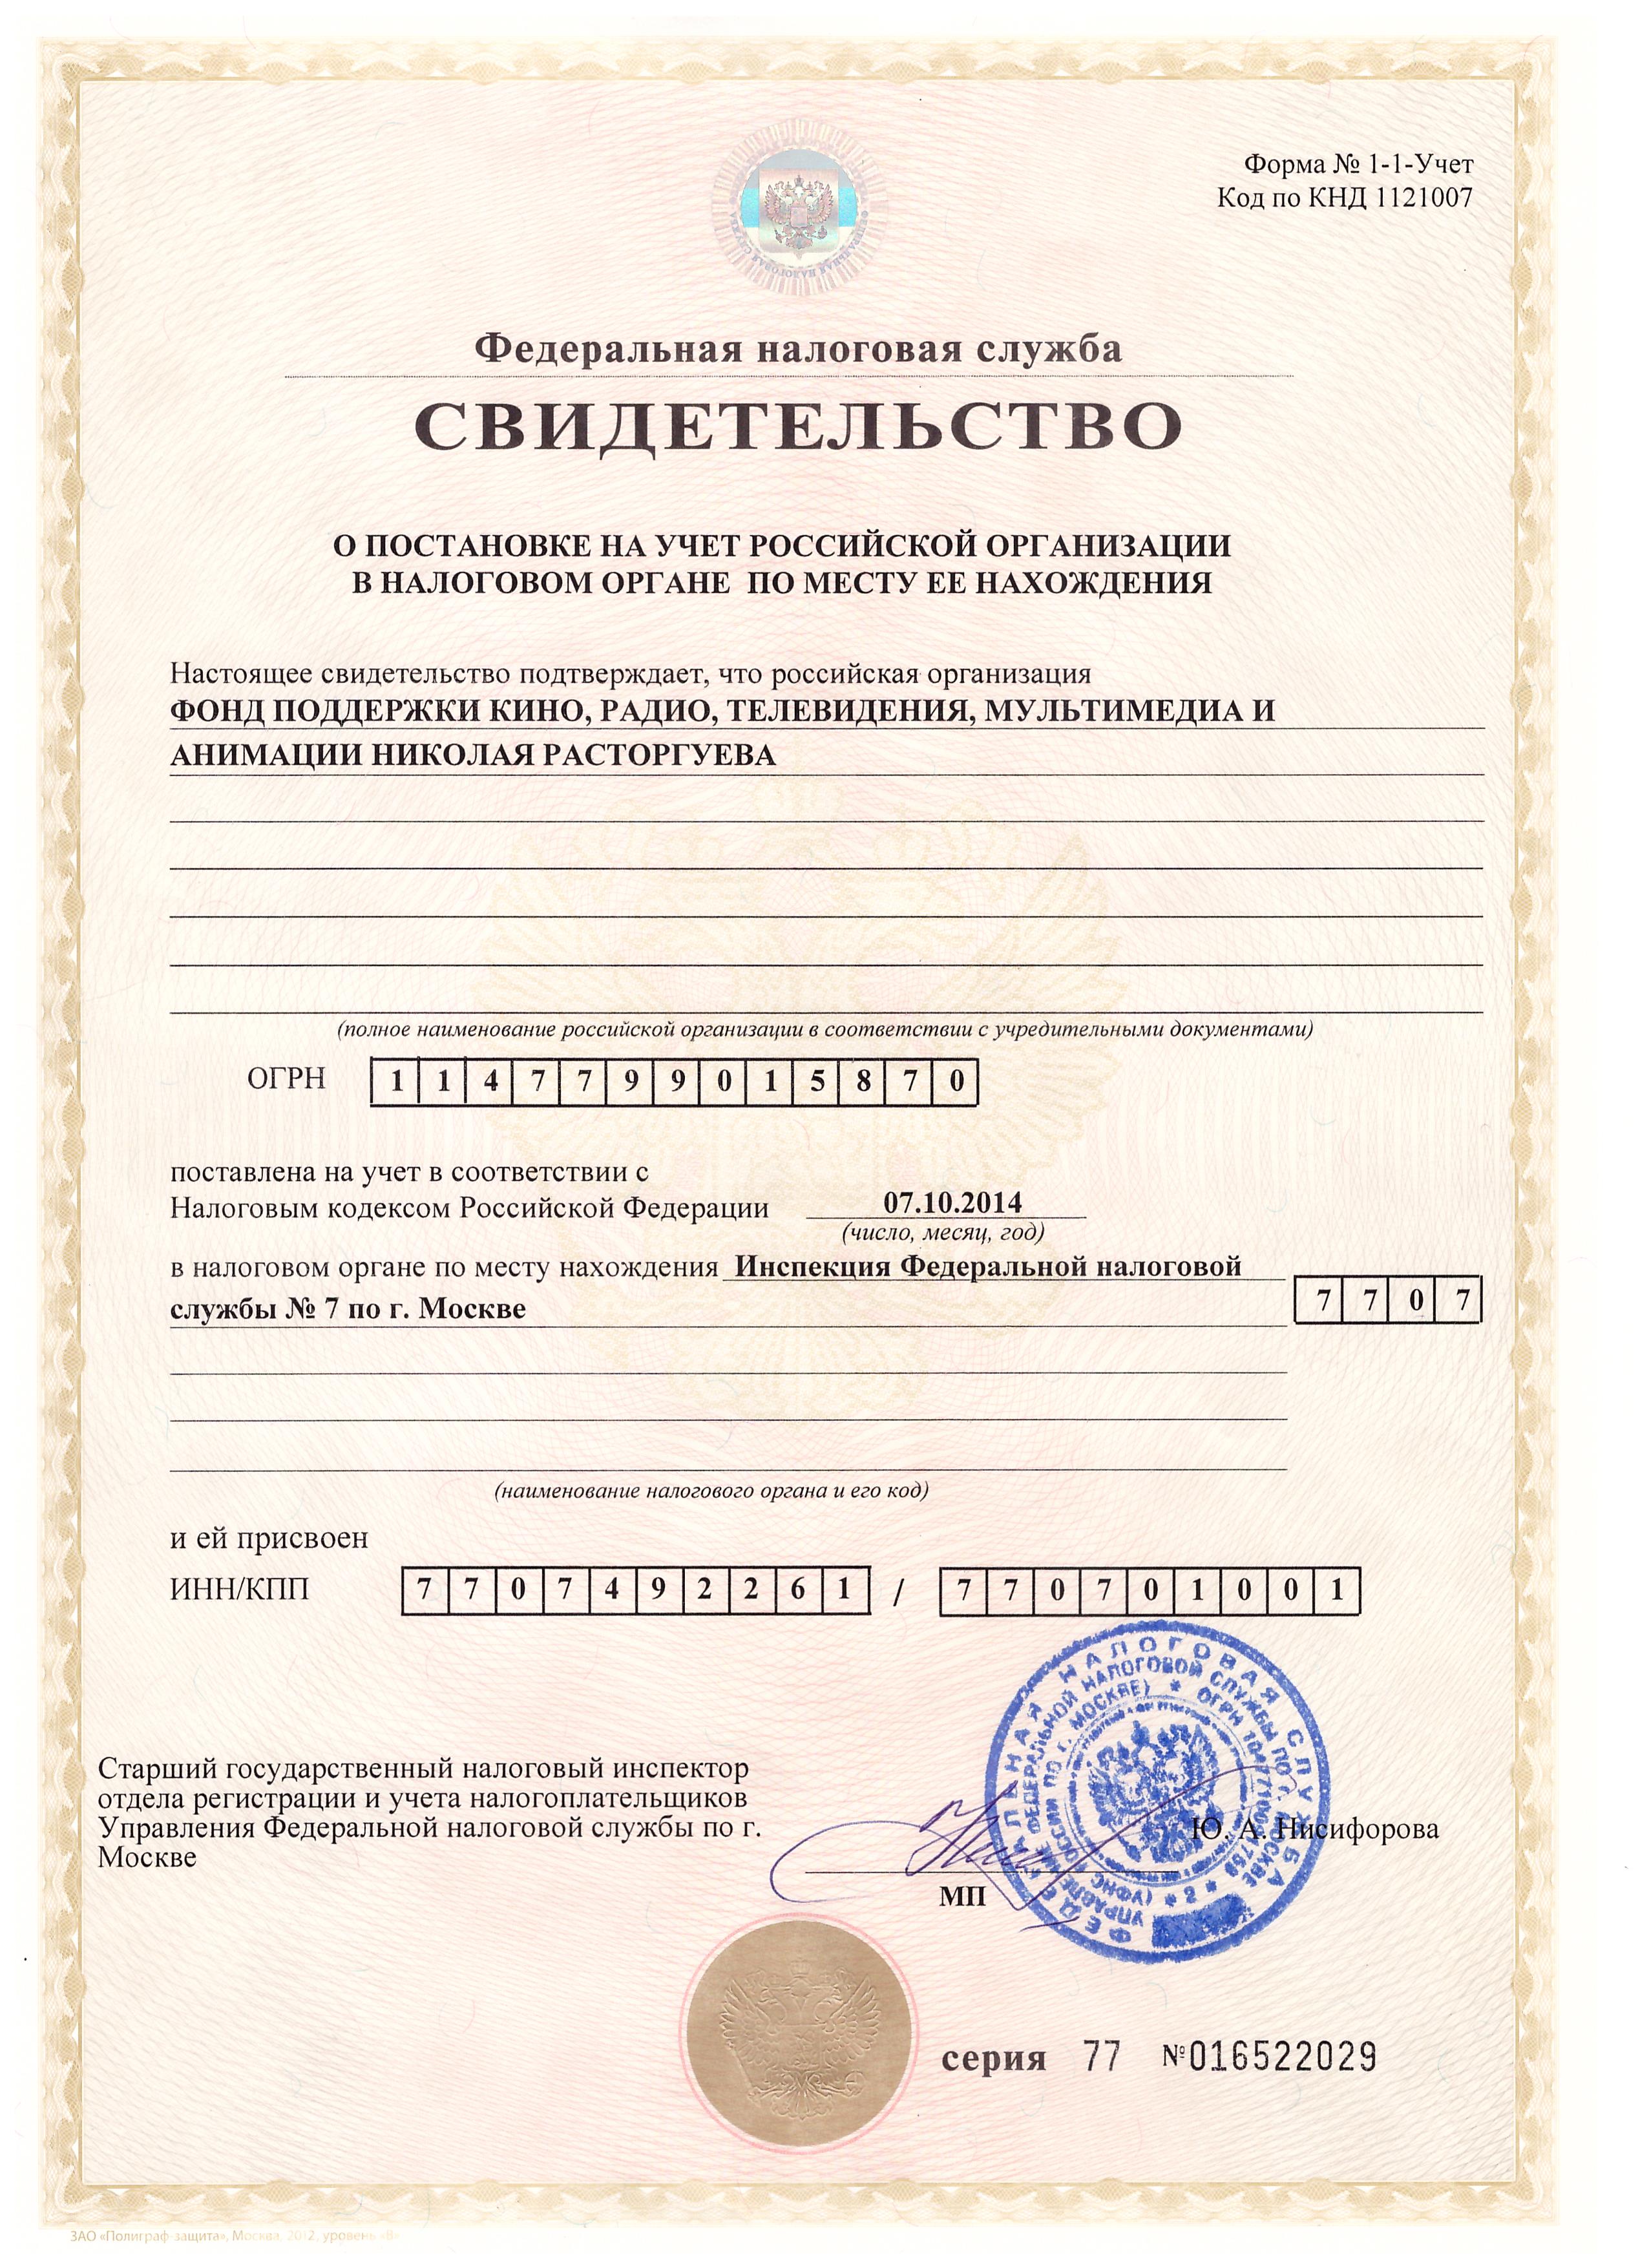 Форма № 1-1-Учет
Код по КНД 1121007
ФЕДЕРАЛЬНАЯ НАЛОГОВАЯ СЛУЖБА
Федеральная налоговая служба
СВИДЕТЕЛЬСТВО
О ПОСТАНОВКЕ НА УЧЕТ РОССИЙСКОЙ ОРГАНИЗАЦИИ
В НАЛОГОВОМ ОРГАНЕ ПО МЕСТУ ЕЕ НАХОЖДЕНИЯ
Настоящее свидетельство подтверждает, что российская организация
ФОНД ПОДДЕРЖКИ КИНО, РАДИО, ТЕЛЕВИДЕНИЯ, МУЛЬТИМЕДИА И
АНИМАЦИИ НИКОЛАЯ РАСТОРГУЕВА
(полное наименование российской организации в соответствии с учредительными документами)
ОГРН 1 1 4 7 7 9 9 0 1 5 8 7 0
поставлена на учет в соответствии с
Налоговым кодексом Российской Федерации 07.10.2014
(число, месяц, год)
в налоговом органе по месту нахождения Инспекция Федеральной налоговой
службы № 7 по г. Москве 7 7 0 7
(наименование налогового органа и его код)
и ей присвоен
ИНН/КПП 7 7 0 7 4 9 2 2 6 1 / 7 7 0 7 0 1 0 0 1
ФЕДЕРАЛЬНАЯ НАЛОГОВАЯ СЛУЖБА
УПРАВЛЕНИЕ ФЕДЕРАЛЬНОЙ НАЛОГОВОЙ СЛУЖБЫ ПО Г. МОСКВЕ
(УФНС РОССИИ ПО Г. МОСКВЕ) * ОГРН
* 2 *
Старший государственный налоговый инспектор
отдела регистрации и учета налогоплательщиков
Управления Федеральной налоговой службы по г.
Москве
Ю. А. Нисифорова
МП
серия 77 №016522029
ЗАО «Полиграф-защита», Москва, 2012, уровень «В»